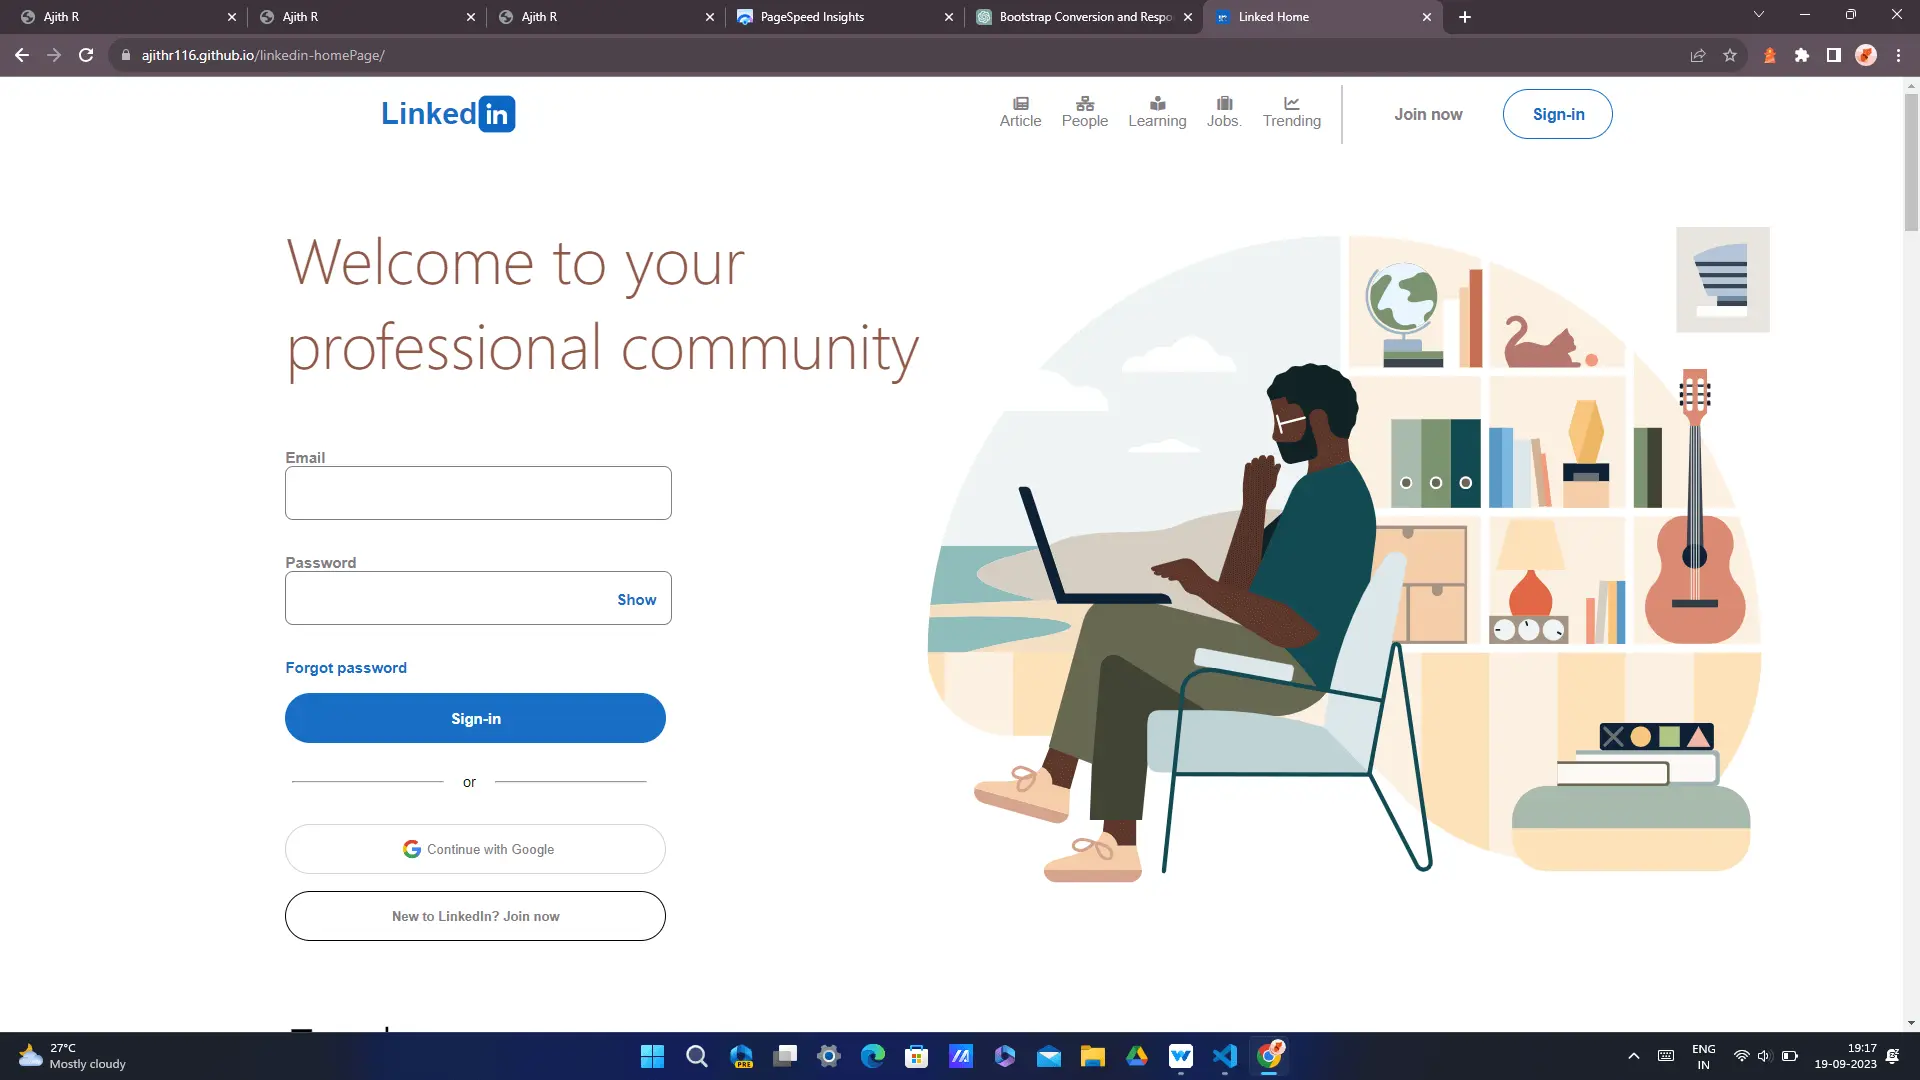 Ajith R
Ajith R
Ajith R
PageSpeed Insights
Bootstrap Conversion and Respo
Linked Home
ajithr116.github.io/linkedin-homePage/
Linked in
Article
People
Learning
Jobs.
Trending
Join now
Sign-in
Welcome to your
professional community
Email
Password
Show
Forgot password
Sign-in
or
Continue with Google
New to LinkedIn? Join now
27°C
Mostly cloudy
PRE
ENG
IN
19:17
19-09-2023